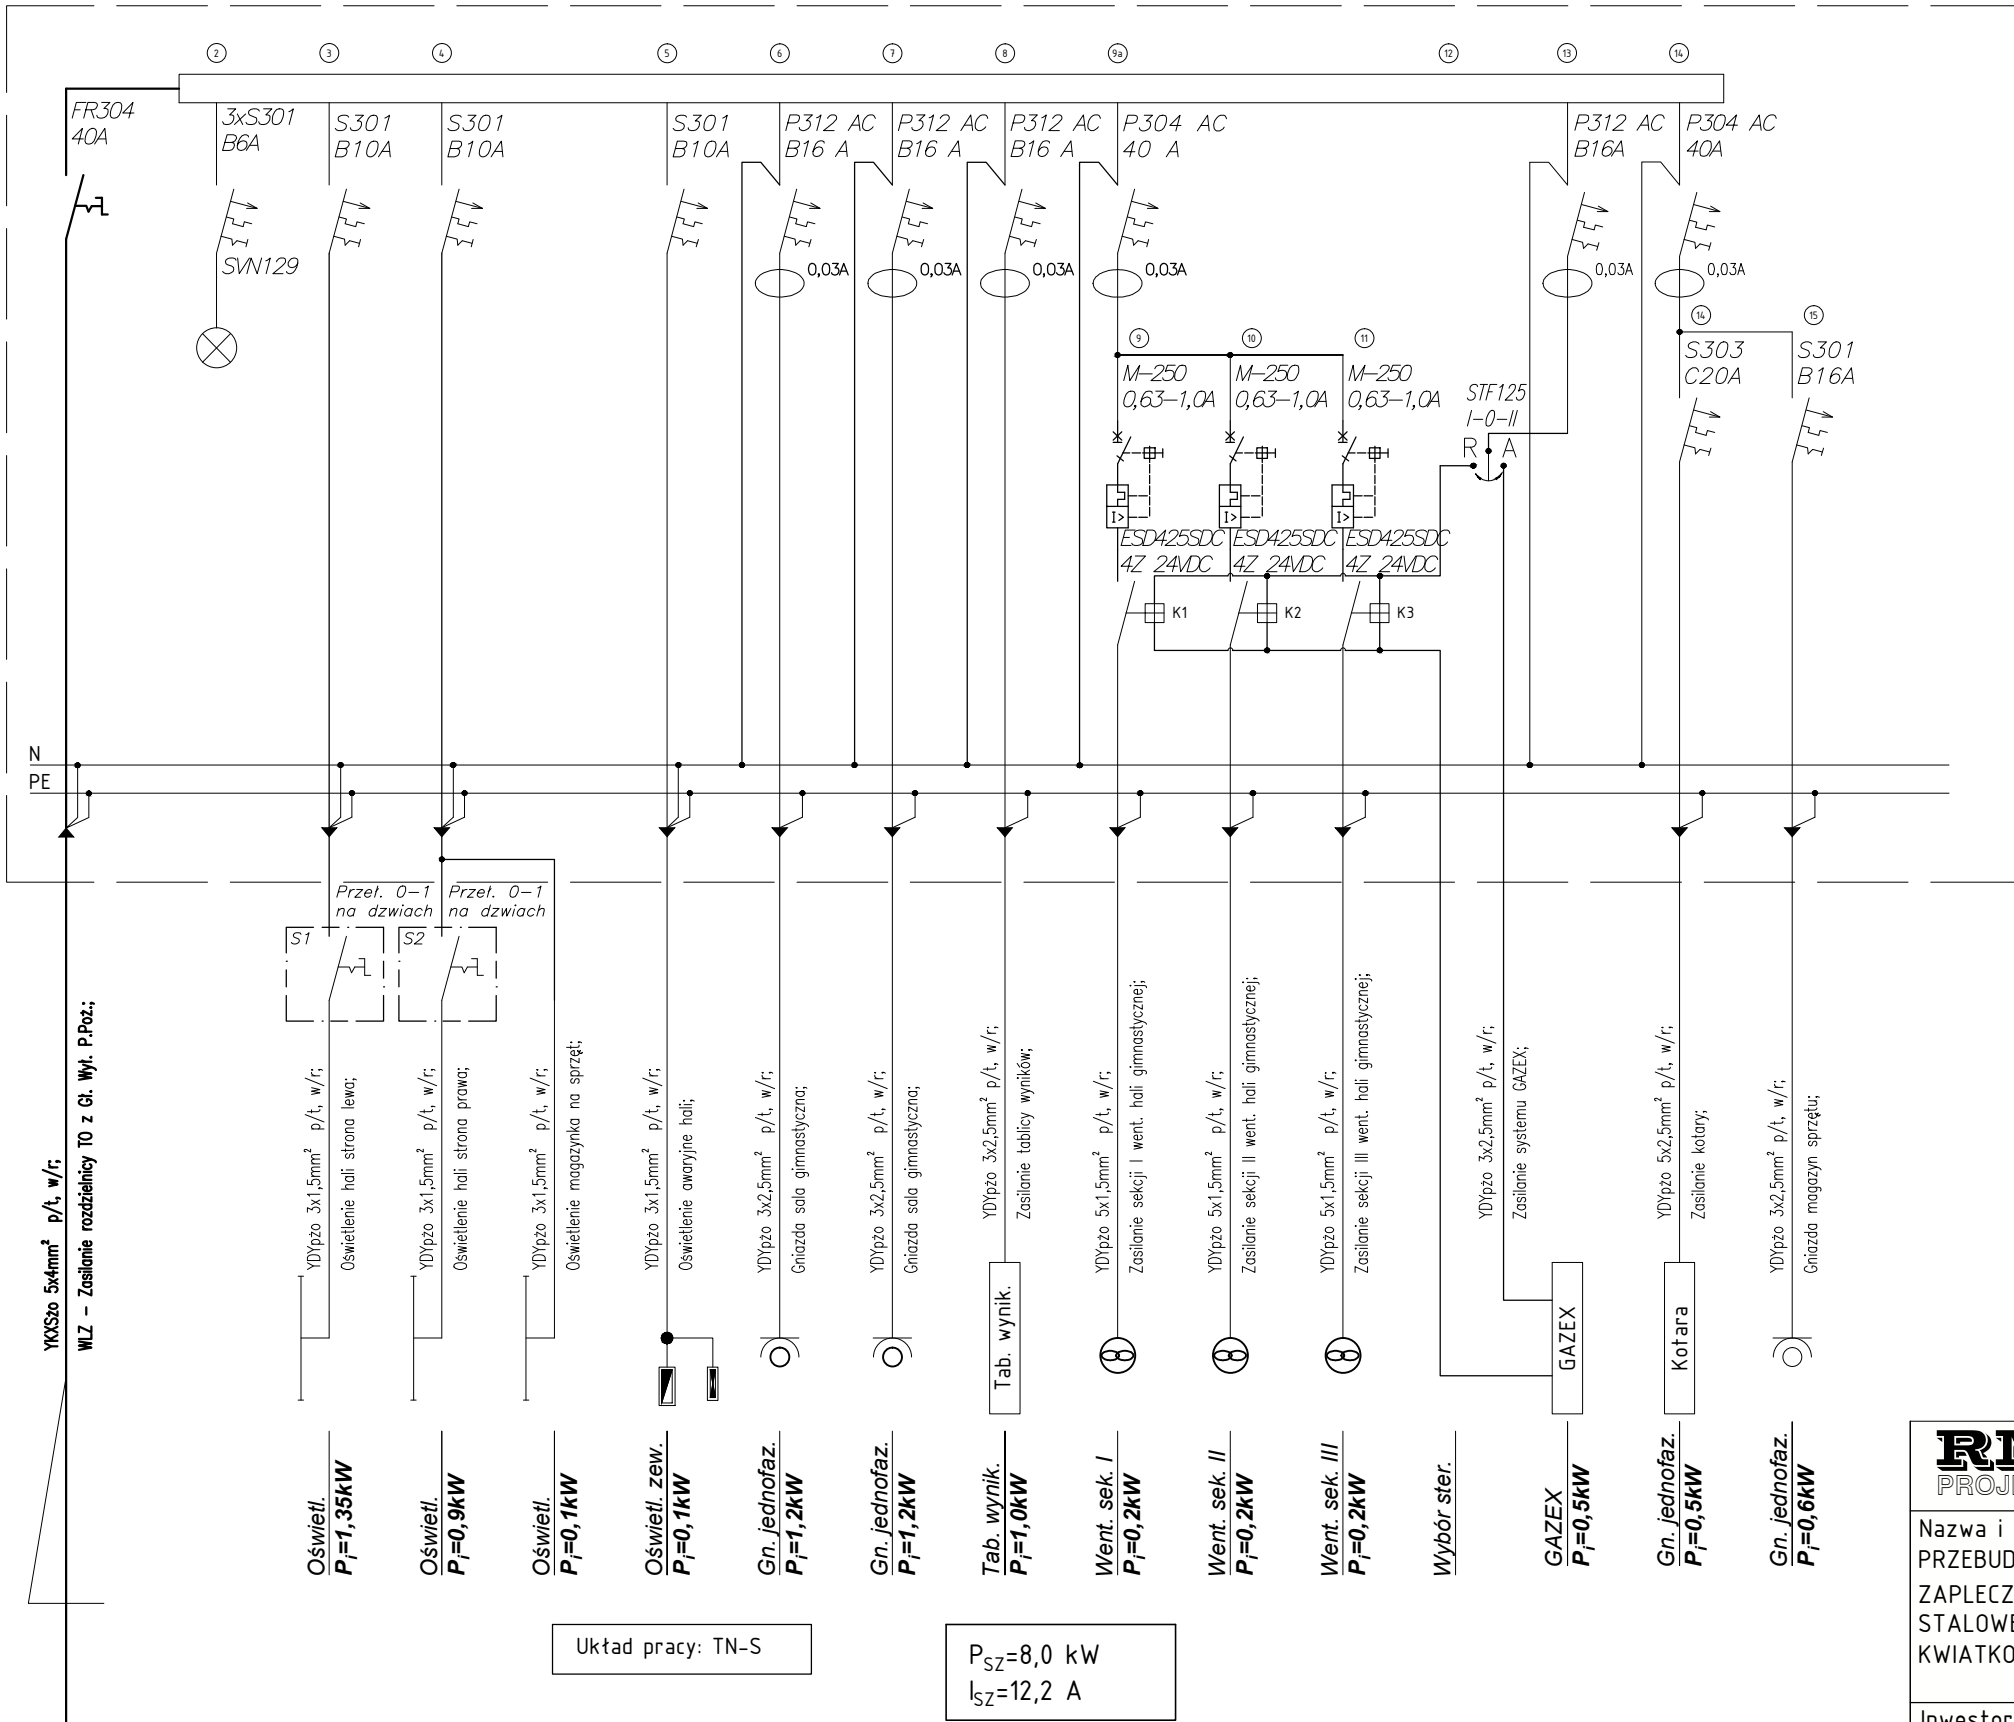 2
3
4
5
6
7
8
9a
12
13
14
FR304
40A
3xS301
B6A
S301
B10A
S301
B10A
S301
B10A
P312 AC
B16 A
P312 AC
B16 A
P312 AC
B16 A
P304 AC
40 A
P312 AC
B16A
P304 AC
40A
SVN129
0,03A
0,03A
0,03A
0,03A
0,03A
0,03A
9
10
11
14
15
M-250
0,63-1,0A
M-250
0,63-1,0A
M-250
0,63-1,0A
STF125
I-0-II
R A
S303
C20A
S301
B16A
I>
I>
I>
ESD425SDC
4Z 24VDC
ESD425SDC
4Z 24VDC
ESD425SDC
4Z 24VDC
K1
K2
K3
N
PE
Przeł. 0-1
na dzwiach
Przeł. 0-1
na dzwiach
S1
S2
YKXSżo 5x4mm² p/t, w/r;
WLZ - Zasilanie rozdzielnicy TO z Gł. Wył. P.Poż.;
YDYpżo 3x1,5mm² p/t, w/r;
Oświetlenie hali strona lewa;
YDYpżo 3x1,5mm² p/t, w/r;
Oświetlenie hali strona prawa;
YDYpżo 3x1,5mm² p/t, w/r;
Oświetlenie magazynka na sprzęt;
YDYpżo 3x1,5mm² p/t, w/r;
Oświetlenie awaryjne hali;
YDYpżo 3x2,5mm² p/t, w/r;
Gniazda sala gimnastyczna;
YDYpżo 3x2,5mm² p/t, w/r;
Gniazda sala gimnastyczna;
YDYpżo 3x2,5mm² p/t, w/r;
Zasilanie tablicy wyników;
YDYpżo 5x1,5mm² p/t, w/r;
Zasilanie sekcji I went. hali gimnastycznej;
YDYpżo 5x1,5mm² p/t, w/r;
Zasilanie sekcji II went. hali gimnastycznej;
YDYpżo 5x1,5mm² p/t, w/r;
Zasilanie sekcji III went. hali gimnastycznej;
YDYpżo 3x2,5mm² p/t, w/r;
Zasilanie systemu GAZEX;
YDYpżo 5x2,5mm² p/t, w/r;
Zasilanie kotary;
YDYpżo 3x2,5mm² p/t, w/r;
Gniazda magazyn sprzętu;
Tab. wynik.
GAZEX
Kotara
Oświetl.
Pi=1,35kW
Oświetl.
Pi=0,9kW
Oświetl.
Pi=0,1kW
Oświetl. zew.
Pi=0,1kW
Gn. jednofaz.
Pi=1,2kW
Gn. jednofaz.
Pi=1,2kW
Tab. wynik.
Pi=1,0kW
Went. sek. I
Pi=0,2kW
Went. sek. II
Pi=0,2kW
Went. sek. III
Pi=0,2kW
Wybór ster.
GAZEX
Pi=0,5kW
Gn. jednofaz.
Pi=0,5kW
Gn. jednofaz.
Pi=0,6kW
Układ pracy: TN-S
PSZ=8,0 kW
ISZ=12,2 A
PROJ
Nazwa i
PRZEBUD
ZAPLECZ
STALOWE
KWIATKO
Inwestor